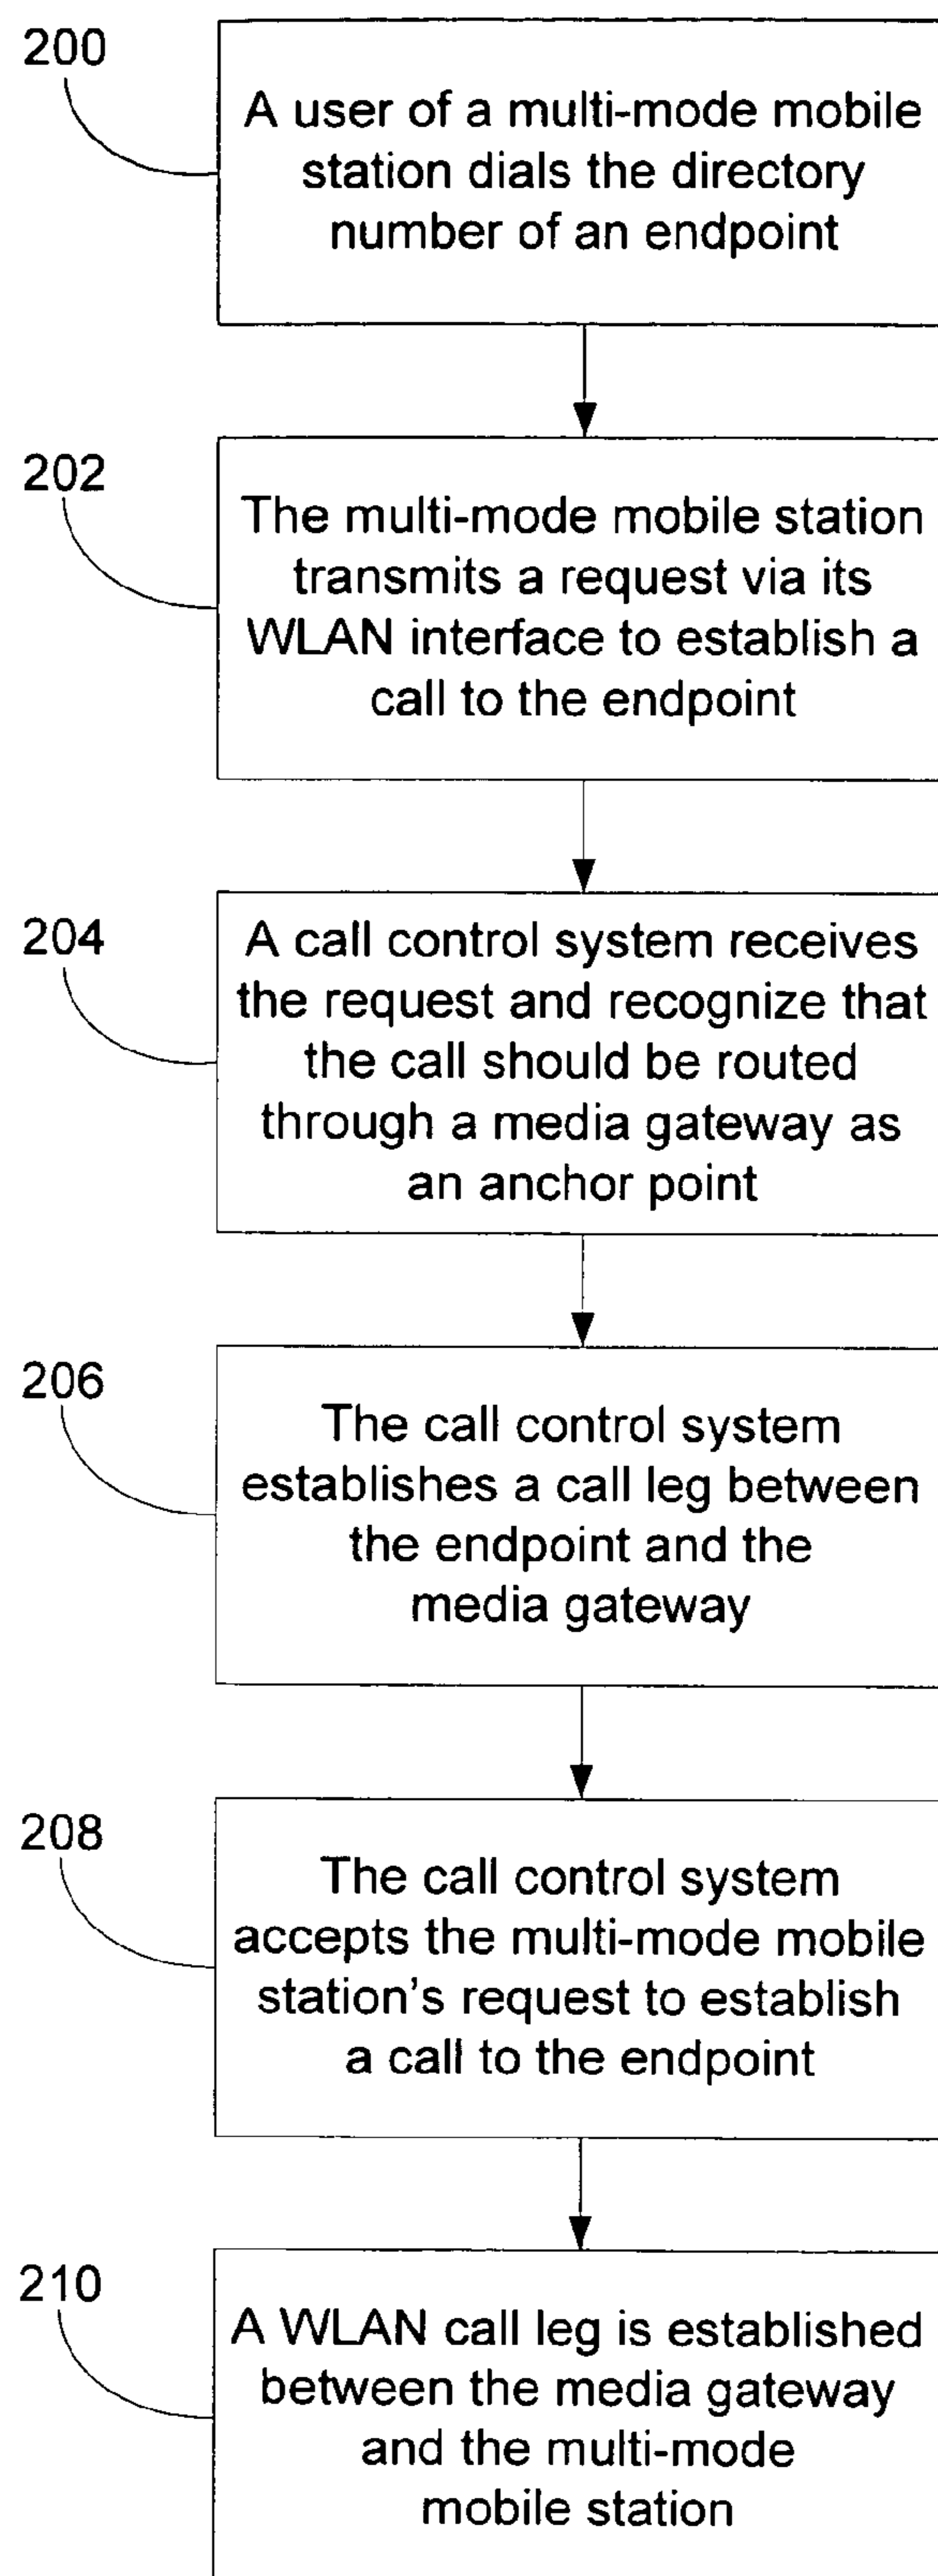 200
A user of a multi-mode mobile
station dials the directory
number of an endpoint
202
The multi-mode mobile station
transmits a request via its
WLAN interface to establish a
call to the endpoint
204
A call control system receives
the request and recognize that
the call should be routed
through a media gateway as
an anchor point
206
The call control system
establishes a call leg between
the endpoint and the
media gateway
208
The call control system
accepts the multi-mode mobile
station's request to establish
a call to the endpoint
210
A WLAN call leg is established
between the media gateway
and the multi-mode
mobile station